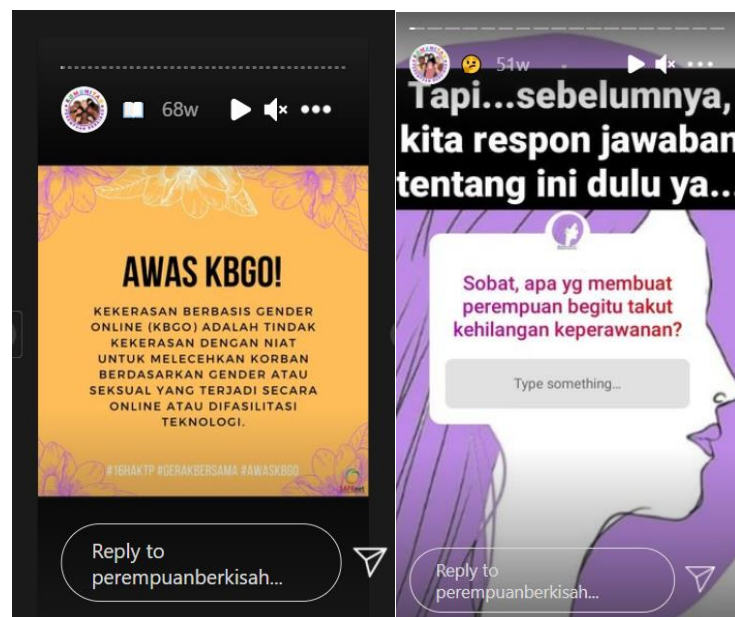 68w
AWAS KBGO!
KEKERASAN BERBASIS GENDER
ONLINE (KBGO) ADALAH TINDAK
KEKERASAN DENGAN NIAT
UNTUK MELECEHKAN KORBAN
BERDASARKAN GENDER ATAU
SEKSUAL YANG TERJADI SECARA
ONLINE ATAU DIFASILITASI
TEKNOLOGI.
#16HAKTP #GERAKBERSAMA #AWASKBGO
Reply to
perempuanberkisah...
51w
Tapi...sebelumnya,
kita respon jawaban
tentang ini dulu ya...
Sobat, apa yg membuat
perempuan begitu takut
kehilangan keperawanan?
Type something...
Reply to
perempuanberkisah...